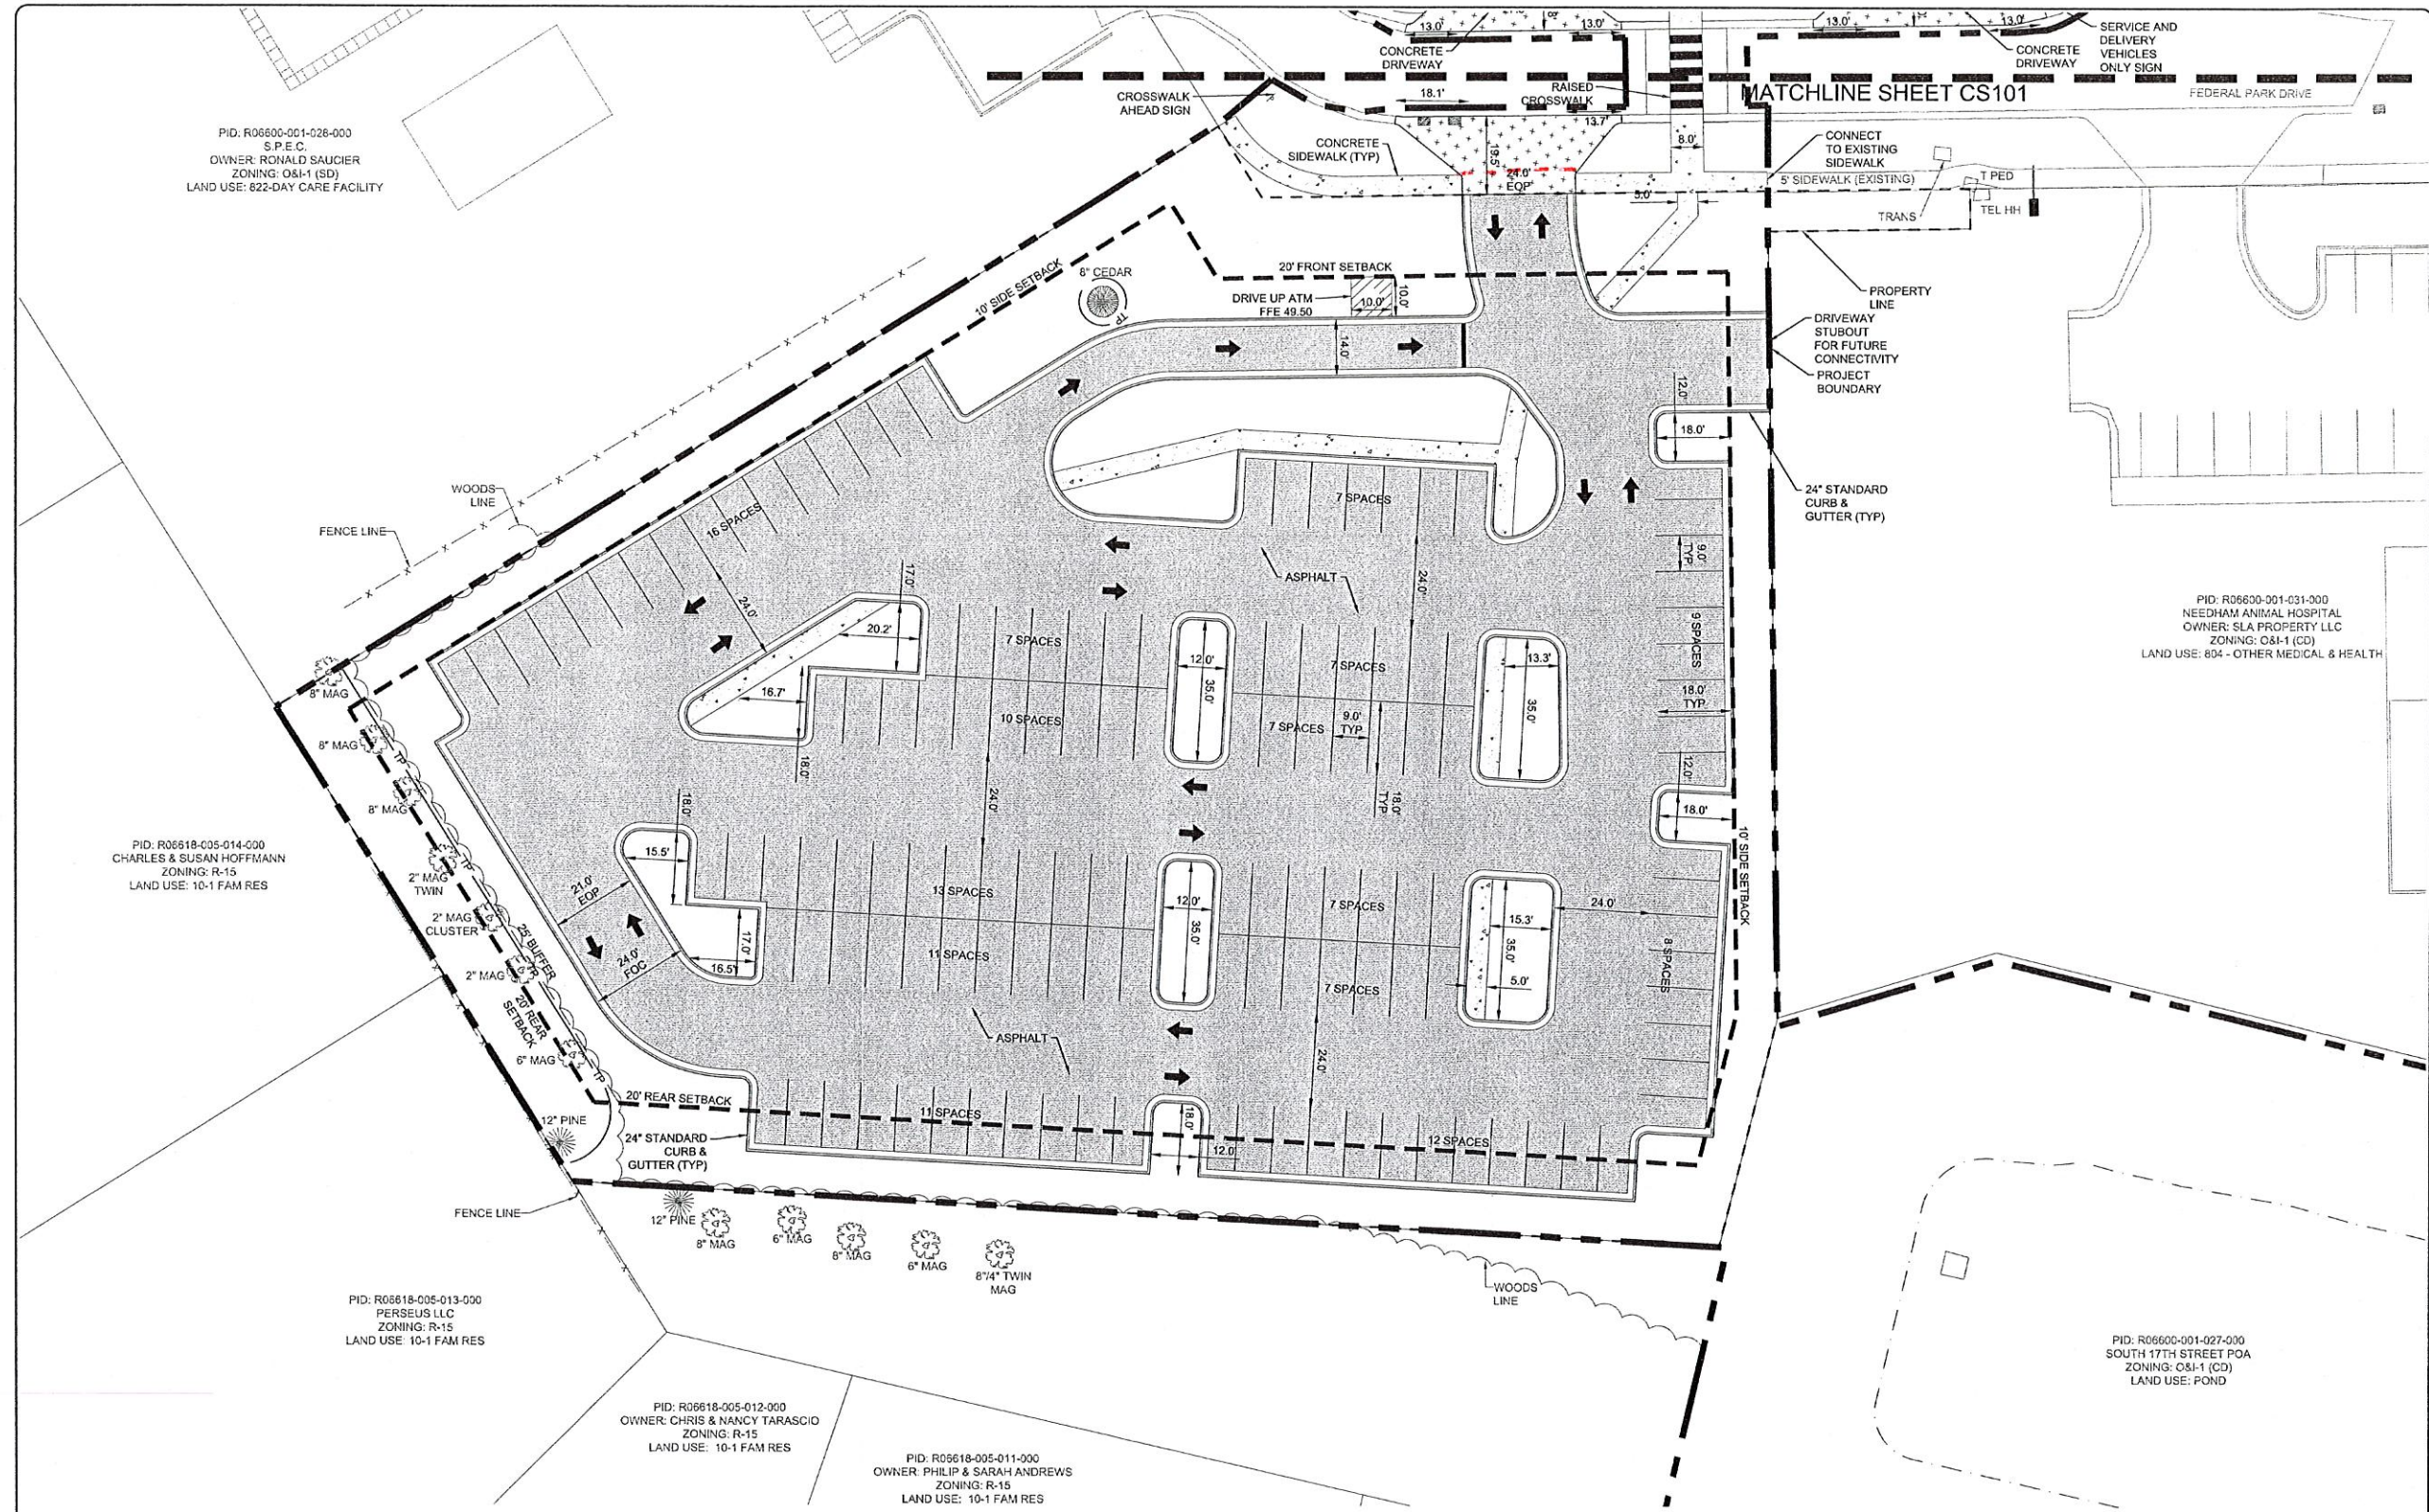 13.0'
13.0'
13.0'
13.0'
SERVICE AND
DELIVERY
VEHICLES
ONLY SIGN
CONCRETE
DRIVEWAY
CONCRETE
DRIVEWAY
MATCHLINE SHEET CS101
FEDERAL PARK DRIVE
CROSSWALK
AHEAD SIGN
18.1'
RAISED
CROSSWALK
13.7'
PID: R06600-001-028-000
S.P.E.C.
OWNER: RONALD SAUCIER
ZONING: O&I-1 (SD)
LAND USE: 822-DAY CARE FACILITY
CONCRETE
SIDEWALK (TYP)
19.5'
8.0'
CONNECT
TO EXISTING
SIDEWALK
24.0'
EOP
5' SIDEWALK (EXISTING)
T PED
5.0'
TRANS
TEL HH
10' SIDE SETBACK
8" CEDAR
TP
20' FRONT SETBACK
DRIVE UP ATM
FFE 49.50
10.0'
10.0'
PROPERTY
LINE
DRIVEWAY
STUBOUT
FOR FUTURE
CONNECTIVITY
PROJECT
BOUNDARY
14.0'
12.0'
18.0'
24" STANDARD
CURB &
GUTTER (TYP)
WOODS
LINE
FENCE LINE
16 SPACES
7 SPACES
ASPHALT
24.0'
24.0'
17.0'
20.2'
7 SPACES
7 SPACES
9.0'
TYP
9 SPACES
18.0'
TYP
PID: R06600-001-031-000
NEEDHAM ANIMAL HOSPITAL
OWNER: SLA PROPERTY LLC
ZONING: O&I-1 (CD)
LAND USE: 804 - OTHER MEDICAL & HEALTH
12.0'
35.0'
13.3'
35.0'
16.7'
18.0'
10 SPACES
7 SPACES
9.0'
TYP
18.0'
TYP
24.0'
12.0'
18.0'
10' SIDE SETBACK
8" MAG
8" MAG
TP
8" MAG
2" MAG
TWIN
TP
2" MAG
CLUSTER
25' BUFFER
2" MAG
20' REAR
SETBACK
6" MAG
TP
12" PINE
PID: R06618-005-014-000
CHARLES & SUSAN HOFFMANN
ZONING: R-15
LAND USE: 10-1 FAM RES
18.0'
15.5'
21.0'
EOP
24.0'
FOC
17.0'
16.5'
13 SPACES
11 SPACES
12.0'
35.0'
7 SPACES
7 SPACES
15.3'
35.0'
5.0'
24.0'
8 SPACES
ASPHALT
24.0'
20' REAR SETBACK
11 SPACES
18.0'
12.0'
12 SPACES
24" STANDARD
CURB &
GUTTER (TYP)
FENCE LINE
12" PINE
8" MAG
6" MAG
8" MAG
6" MAG
8"/4" TWIN
MAG
WOODS
LINE
PID: R06618-005-013-000
PERSEUS LLC
ZONING: R-15
LAND USE: 10-1 FAM RES
PID: R06600-001-027-000
SOUTH 17TH STREET POA
ZONING: O&I-1 (CD)
LAND USE: POND
PID: R06618-005-012-000
OWNER: CHRIS & NANCY TARASCIO
ZONING: R-15
LAND USE: 10-1 FAM RES
PID: R06618-005-011-000
OWNER: PHILIP & SARAH ANDREWS
ZONING: R-15
LAND USE: 10-1 FAM RES